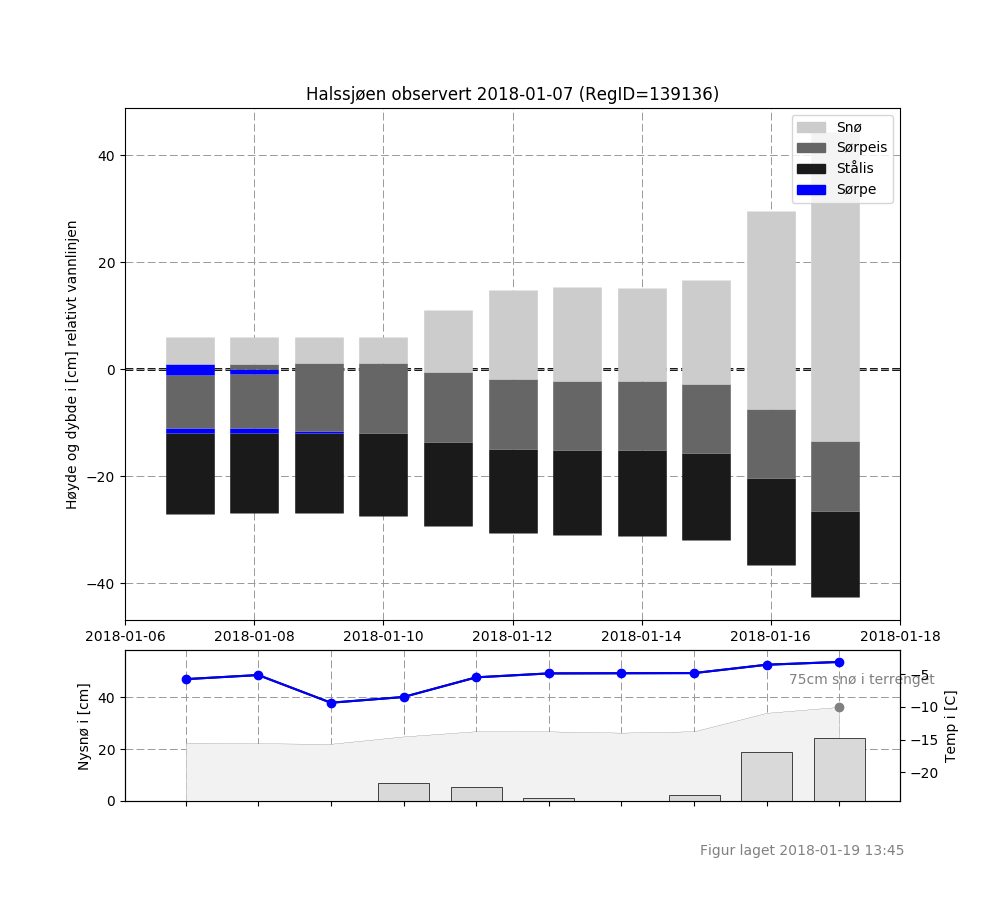 Halssjøen observert 2018-01-07 (RegID=139136)
Høyde og dybde i [cm] relativt vannlinjen
40
20
0
−20
−40
Snø
Sørpeis
Stålis
Sørpe
2018-01-06 2018-01-08 2018-01-10 2018-01-12 2018-01-14 2018-01-16 2018-01-18
Nysnø i [cm]
40
20
0
75cm snø i terrenget
−5
−10
−15
−20
Temp i [C]
Figur laget 2018-01-19 13:45